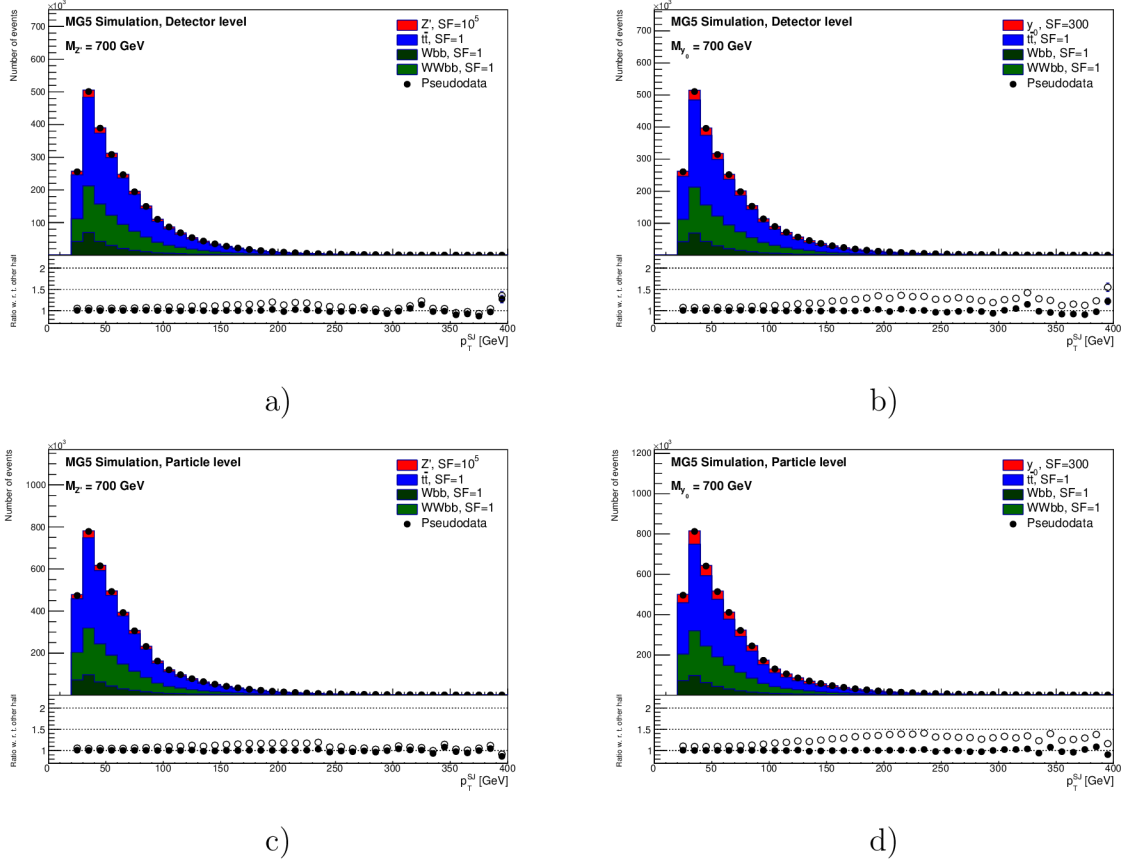 ×10³
MG5 Simulation, Detector level
M_Z' = 700 GeV
Z', SF=10⁵
tt̄, SF=1
Wbb, SF=1
WWbb, SF=1
Pseudodata
Number of events
700
600
500
400
300
200
100
Ratio w. r. t. other half
2
1.5
1
0 50 100 150 200 250 300 350 400
p_T^SJ [GeV]
a)
×10³
MG5 Simulation, Detector level
M_y₀ = 700 GeV
y₀, SF=300
tt̄, SF=1
Wbb, SF=1
WWbb, SF=1
Pseudodata
Number of events
700
600
500
400
300
200
100
Ratio w. r. t. other half
2
1.5
1
0 50 100 150 200 250 300 350 400
p_T^SJ [GeV]
b)
×10³
MG5 Simulation, Particle level
M_Z' = 700 GeV
Z', SF=10⁵
tt̄, SF=1
Wbb, SF=1
WWbb, SF=1
Pseudodata
Number of events
1000
800
600
400
200
Ratio w. r. t. other half
2
1.5
1
0 50 100 150 200 250 300 350 400
p_T^SJ [GeV]
c)
×10³
MG5 Simulation, Particle level
M_y₀ = 700 GeV
y₀, SF=300
tt̄, SF=1
Wbb, SF=1
WWbb, SF=1
Pseudodata
Number of events
1200
1000
800
600
400
200
Ratio w. r. t. other half
2
1.5
1
0 50 100 150 200 250 300 350 400
p_T^SJ [GeV]
d)